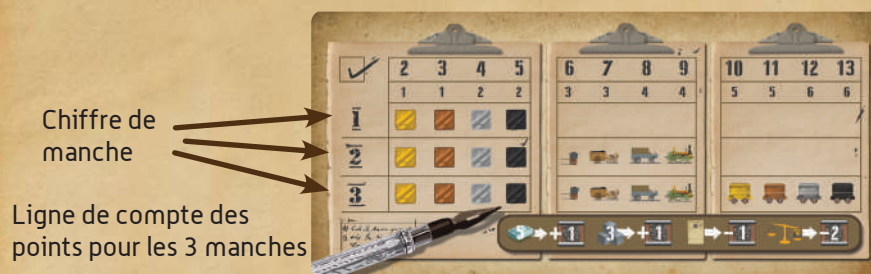 2 3 4 5 6 7 8 9 10 11 12 13
1 1 2 2 3 3 4 4 5 5 6 6
Chiffre de
manche
1
2
3
Ligne de compte des
points pour les 3 manches
5 +1 3 +1 -1 -2